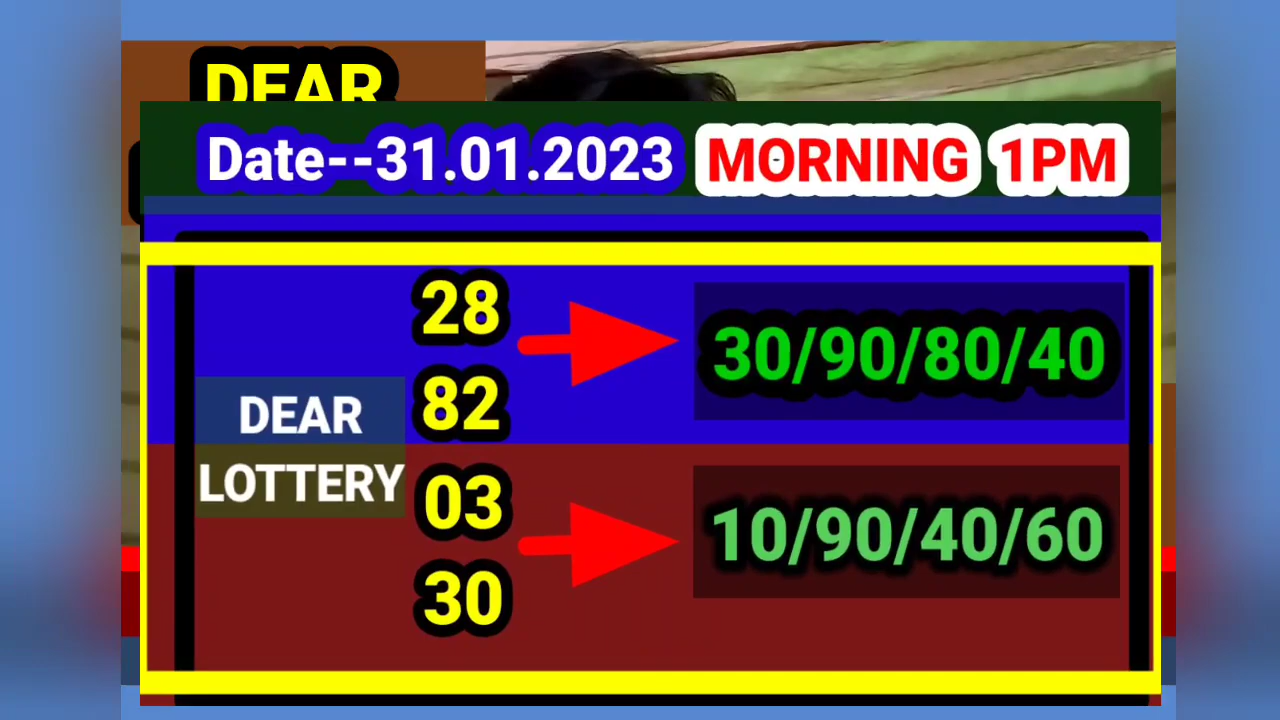 DEAR
Date--31.01.2023 MORNING 1PM
28
82
30/90/80/40
DEAR
LOTTERY
03
30
10/90/40/60